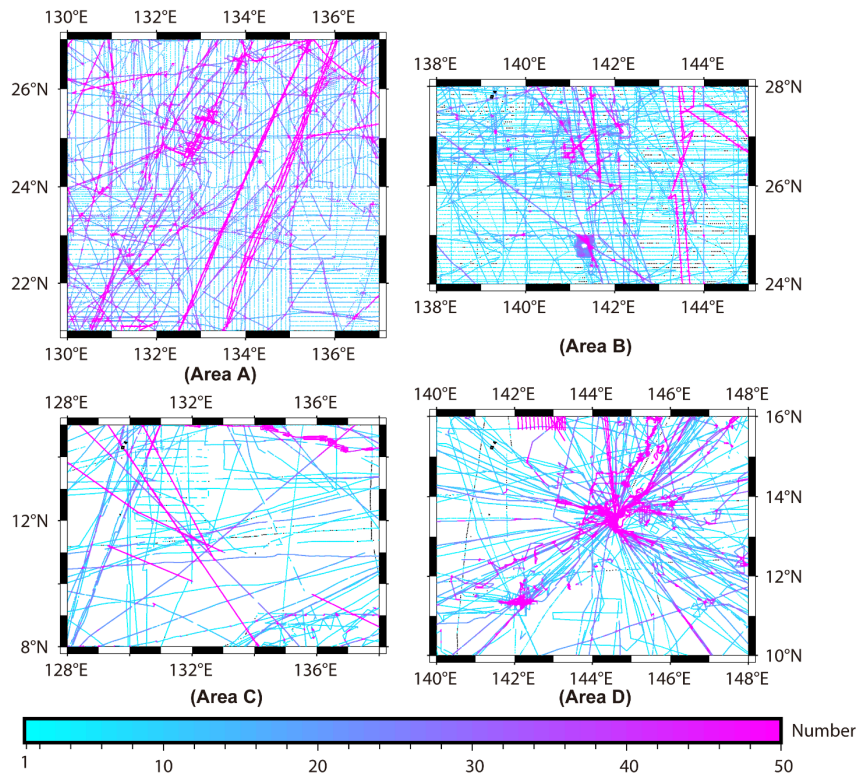 130°E 132°E 134°E 136°E
26°N
24°N
22°N
130°E 132°E 134°E 136°E
(Area A)
138°E 140°E 142°E 144°E
28°N
26°N
24°N
138°E 140°E 142°E 144°E
(Area B)
128°E 132°E 136°E
12°N
8°N
128°E 132°E 136°E
(Area C)
140°E 142°E 144°E 146°E 148°E
16°N
14°N
12°N
10°N
140°E 142°E 144°E 146°E 148°E
(Area D)
Number
1 10 20 30 40 50